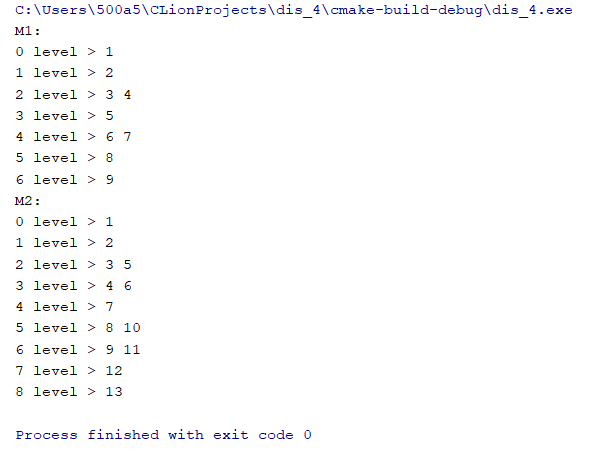 C:\Users\500a5\CLionProjects\dis_4\cmake-build-debug\dis_4.exe
M1:
0 level > 1
1 level > 2
2 level > 3 4
3 level > 5
4 level > 6 7
5 level > 8
6 level > 9
M2:
0 level > 1
1 level > 2
2 level > 3 5
3 level > 4 6
4 level > 7
5 level > 8 10
6 level > 9 11
7 level > 12
8 level > 13
Process finished with exit code 0